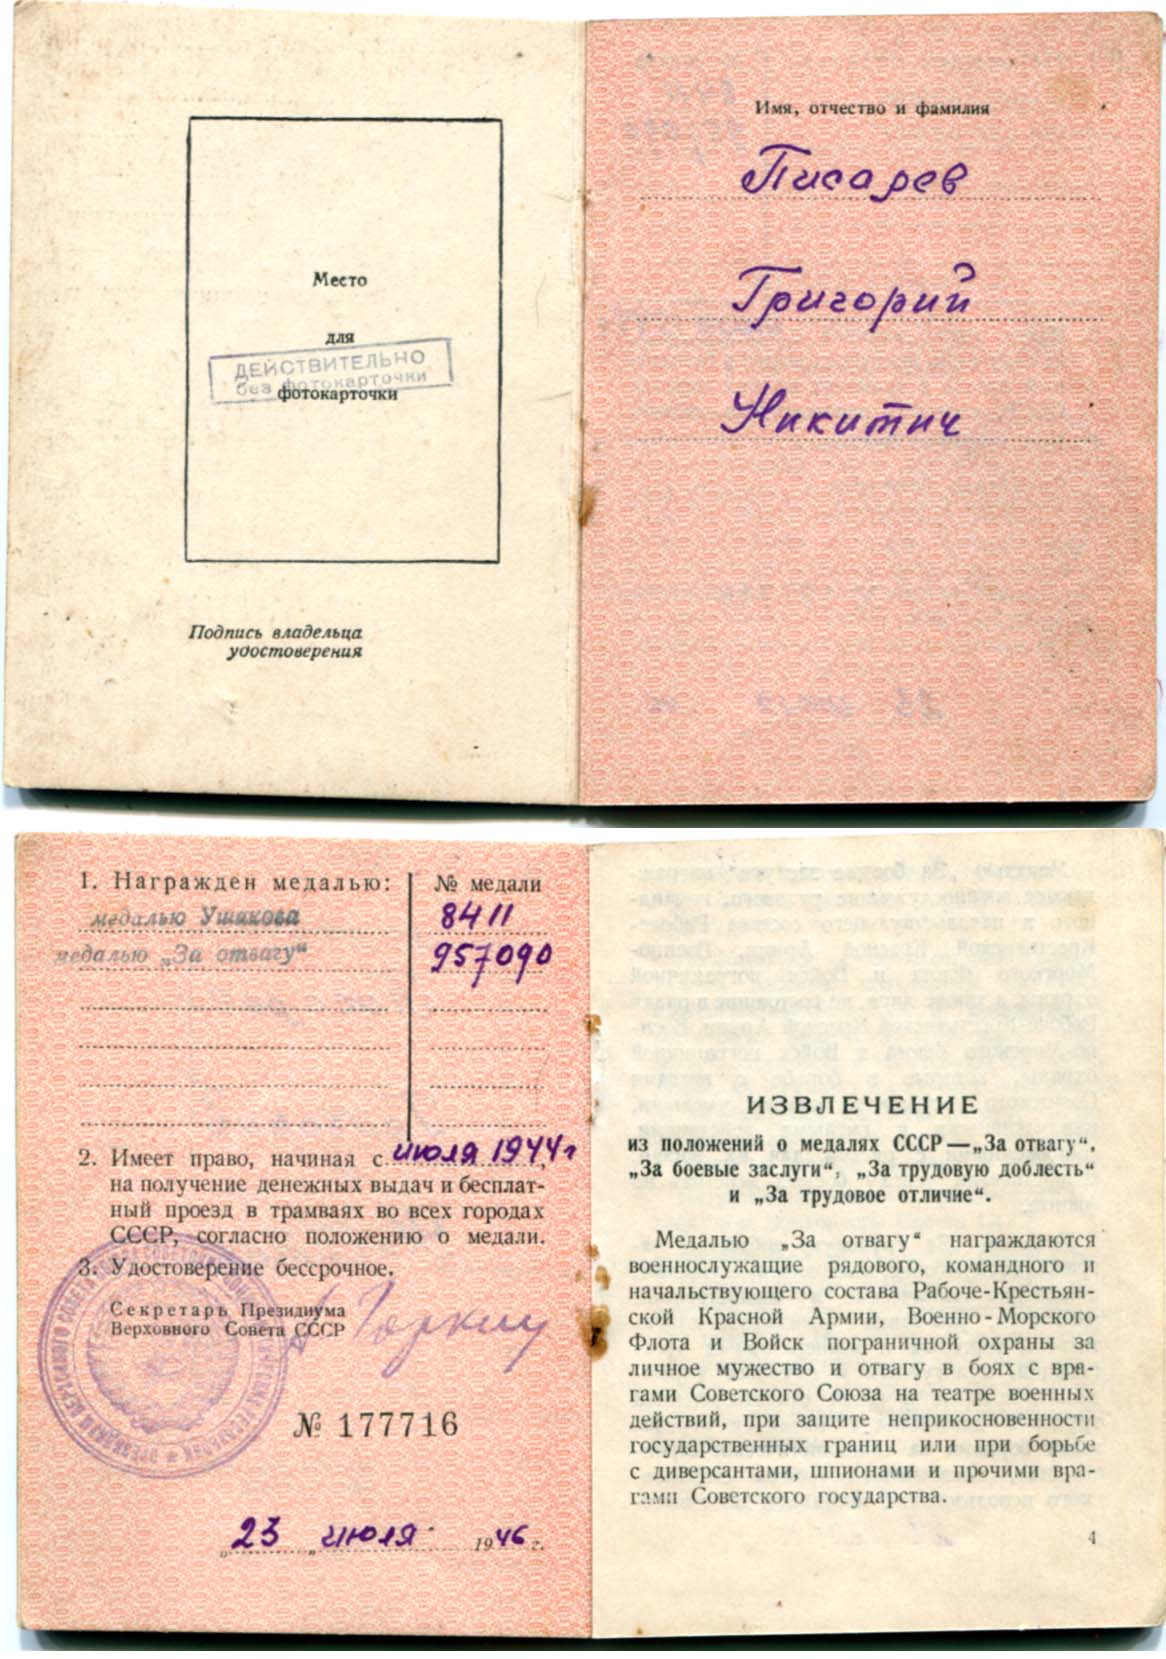 Место
для
фотокарточки
ДЕЙСТВИТЕЛЬНО
без фотокарточки
Подпись владельца
удостоверения
Имя, отчество и фамилия
Писарев
Григорий
Никитич
1. Награжден медалью:
№ медали
медалью Ушакова
8411
медалью „За отвагу“
957090
2. Имеет право, начиная с июля 1944г,
на получение денежных выдач и бесплат-
ный проезд в трамваях во всех городах
СССР, согласно положению о медали.
3. Удостоверение бессрочное.
Секретарь Президиума
Верховного Совета СССР
А Горкин
№ 177716
„23 „ июля 1946 г.
ИЗВЛЕЧЕНИЕ
из положений о медалях СССР—„За отвагу“,
„За боевые заслуги“, „За трудовую доблесть“
и „За трудовое отличие“.
Медалью „За отвагу“ награждаются
военнослужащие рядового, командного и
начальствующего состава Рабоче-Крестьян-
ской Красной Армии, Военно-Морского
Флота и Войск пограничной охраны за
личное мужество и отвагу в боях с вра-
гами Советского Союза на театре военных
действий, при защите неприкосновенности
государственных границ или при борьбе
с диверсантами, шпионами и прочими вра-
гами Советского государства.
4